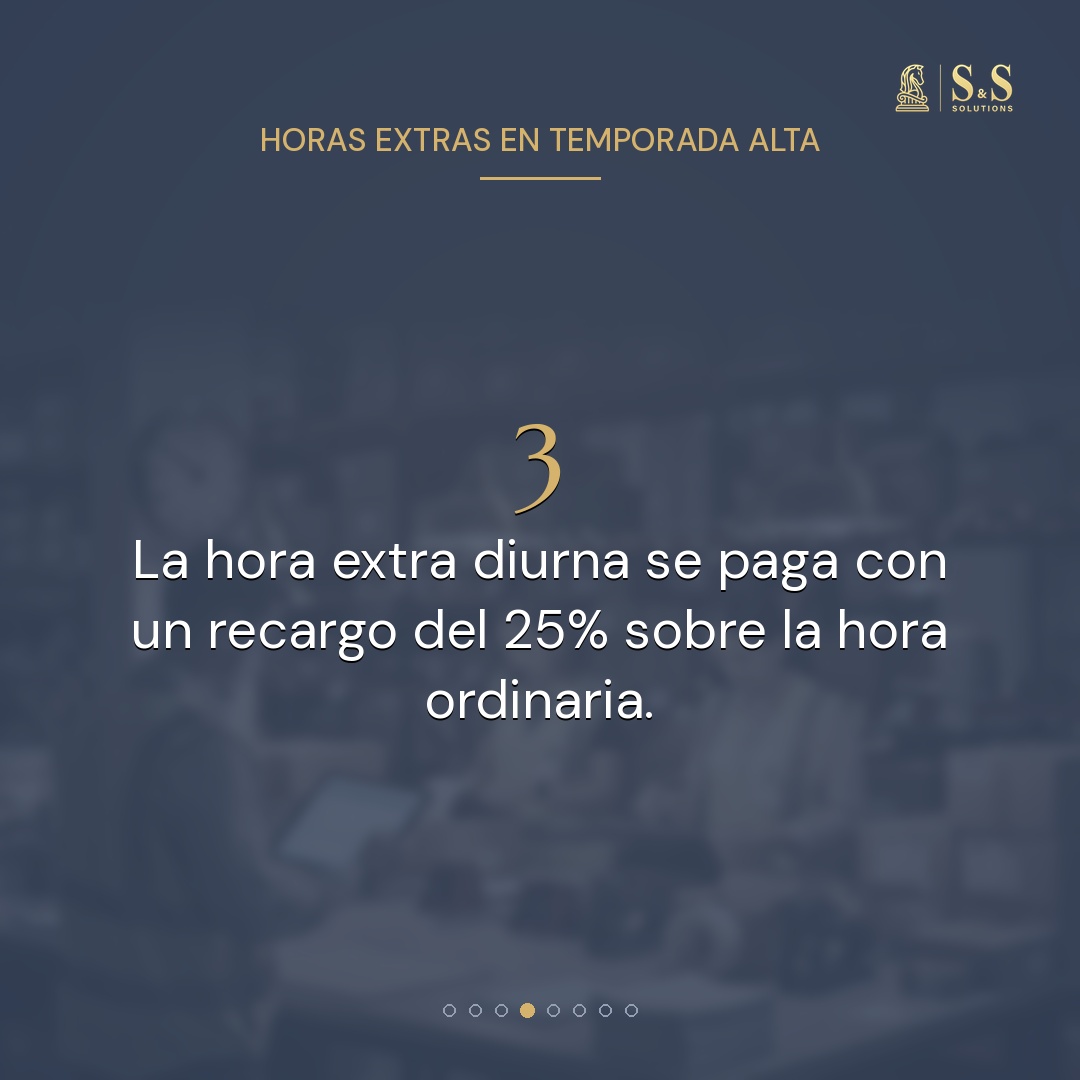 S&S
SOLUTIONS
HORAS EXTRAS EN TEMPORADA ALTA
3
La hora extra diurna se paga con
un recargo del 25% sobre la hora
ordinaria.